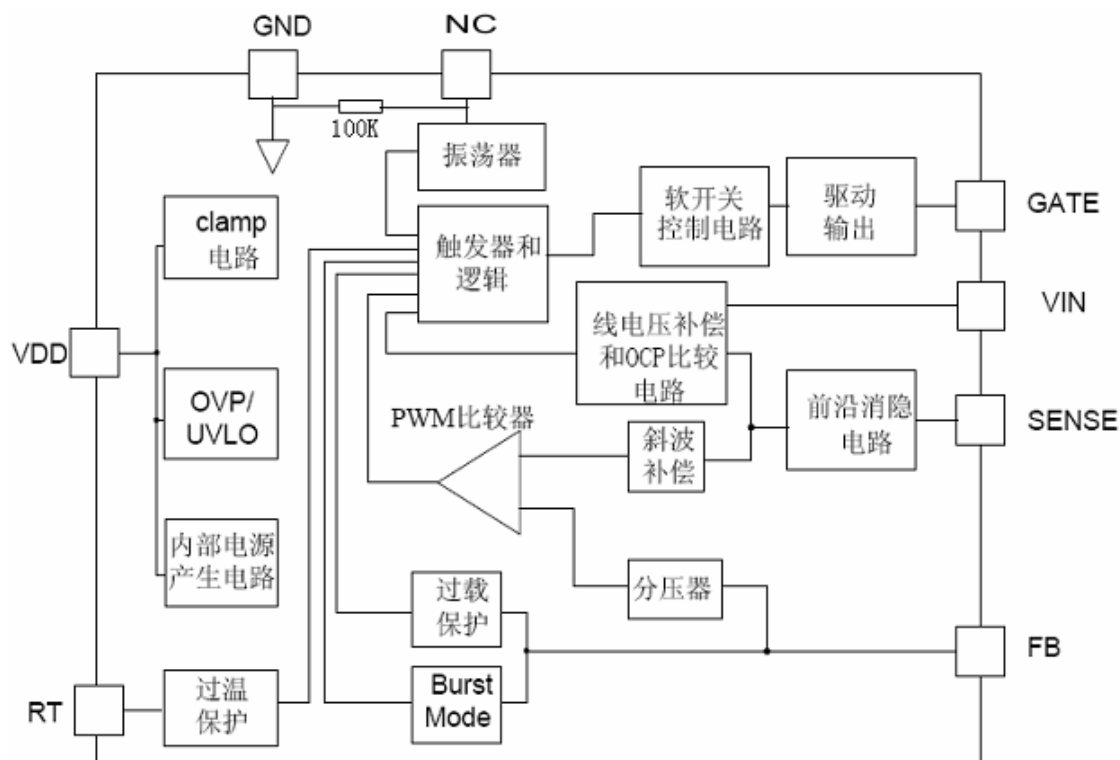 GND
NC
100K
振荡器
clamp
电路
触发器和
逻辑
软开关
控制电路
驱动
输出
GATE
VIN
线电压补偿
和OCP比较
电路
VDD
OVP/
UVLO
PWM比较器
斜波
补偿
前沿消隐
电路
SENSE
内部电源
产生电路
过载
保护
分压器
FB
RT
过温
保护
Burst
Mode